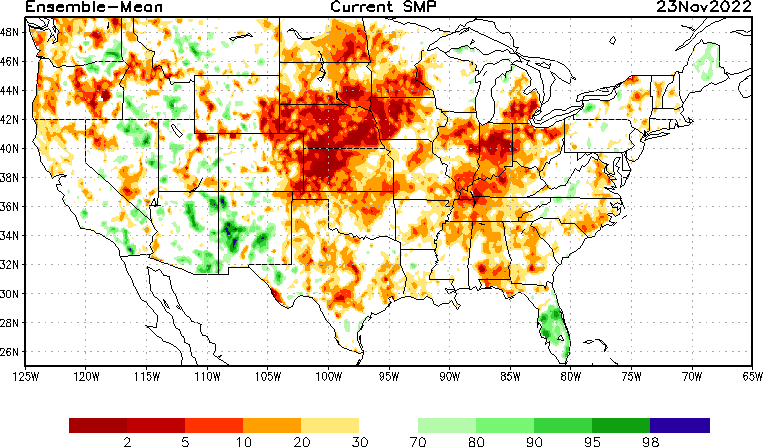 Ensemble-Mean Current SMP 23Nov2022
48N
46N
44N
42N
40N
38N
36N
34N
32N
30N
28N
26N
125W 120W 115W 110W 105W 100W 95W 90W 85W 80W 75W 70W 65W
2 5 10 20 30 70 80 90 95 98